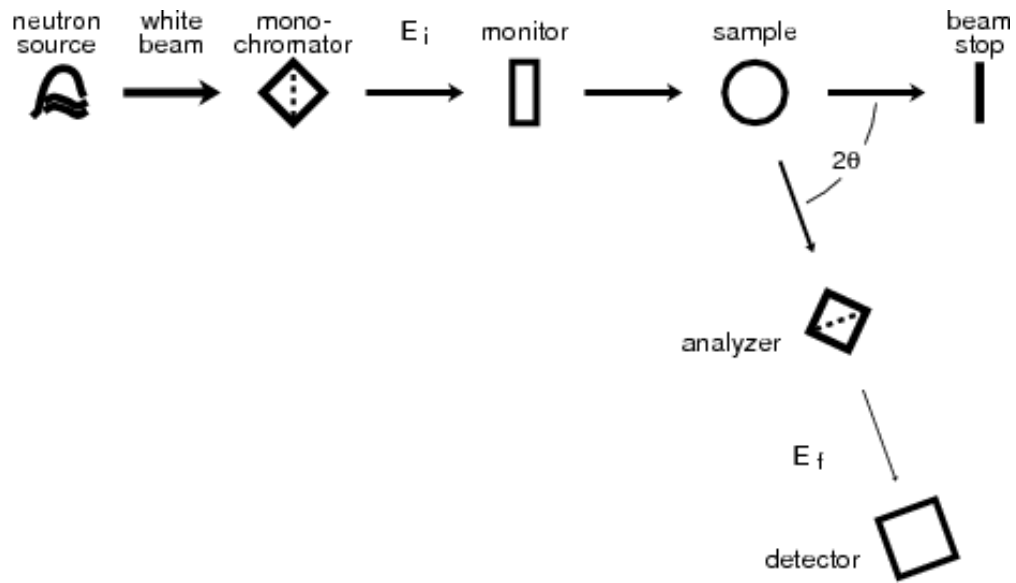 neutron
source
white
beam
mono-
chromator
E i
monitor
sample
beam
stop
2θ
analyzer
E f
detector